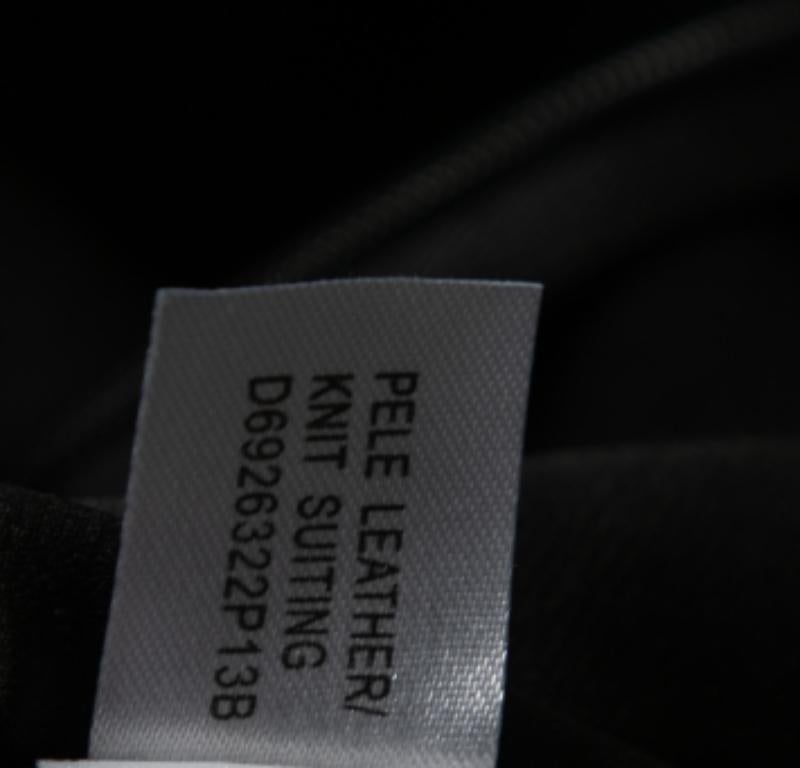 PELE LEATHER/
KNIT SUITING
D6926322P13B